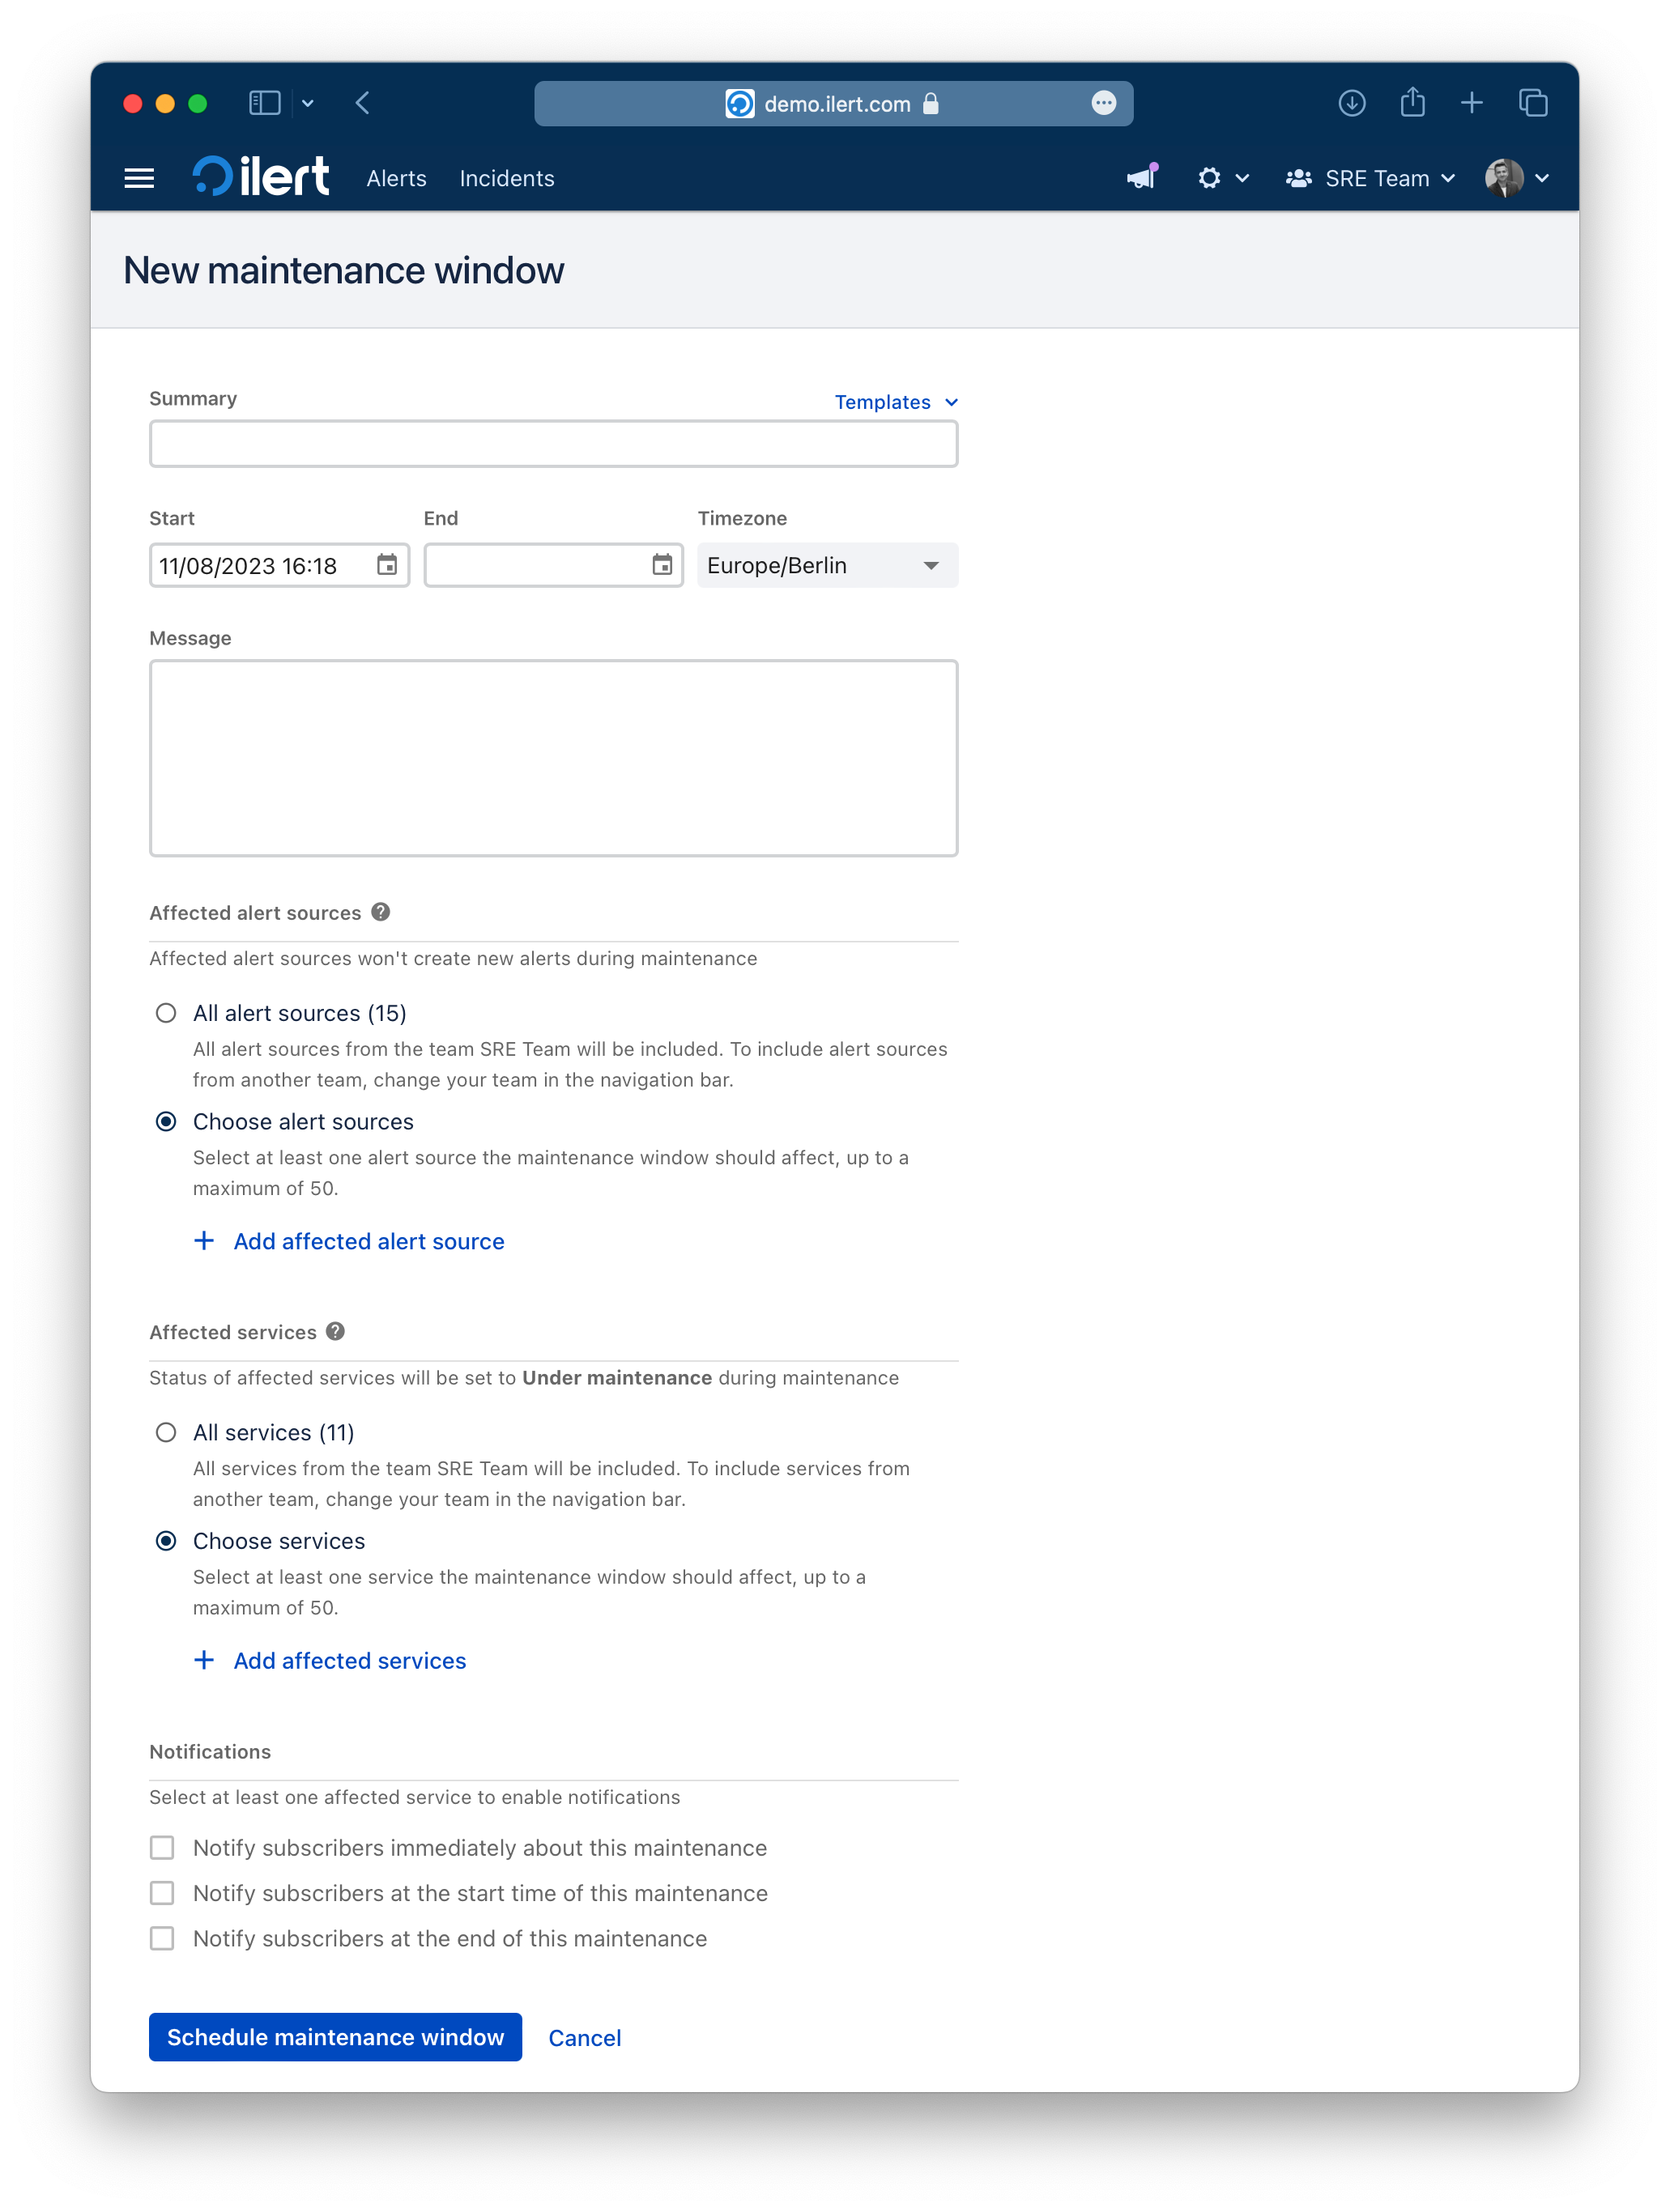 demo.ilert.com
ilert
Alerts
Incidents
SRE Team
New maintenance window
Summary
Templates
Start
End
Timezone
11/08/2023 16:18
Europe/Berlin
Message
Affected alert sources
Affected alert sources won't create new alerts during maintenance
All alert sources (15)
All alert sources from the team SRE Team will be included. To include alert sources
from another team, change your team in the navigation bar.
Choose alert sources
Select at least one alert source the maintenance window should affect, up to a
maximum of 50.
+ Add affected alert source
Affected services
Status of affected services will be set to Under maintenance during maintenance
All services (11)
All services from the team SRE Team will be included. To include services from
another team, change your team in the navigation bar.
Choose services
Select at least one service the maintenance window should affect, up to a
maximum of 50.
+ Add affected services
Notifications
Select at least one affected service to enable notifications
Notify subscribers immediately about this maintenance
Notify subscribers at the start time of this maintenance
Notify subscribers at the end of this maintenance
Schedule maintenance window
Cancel